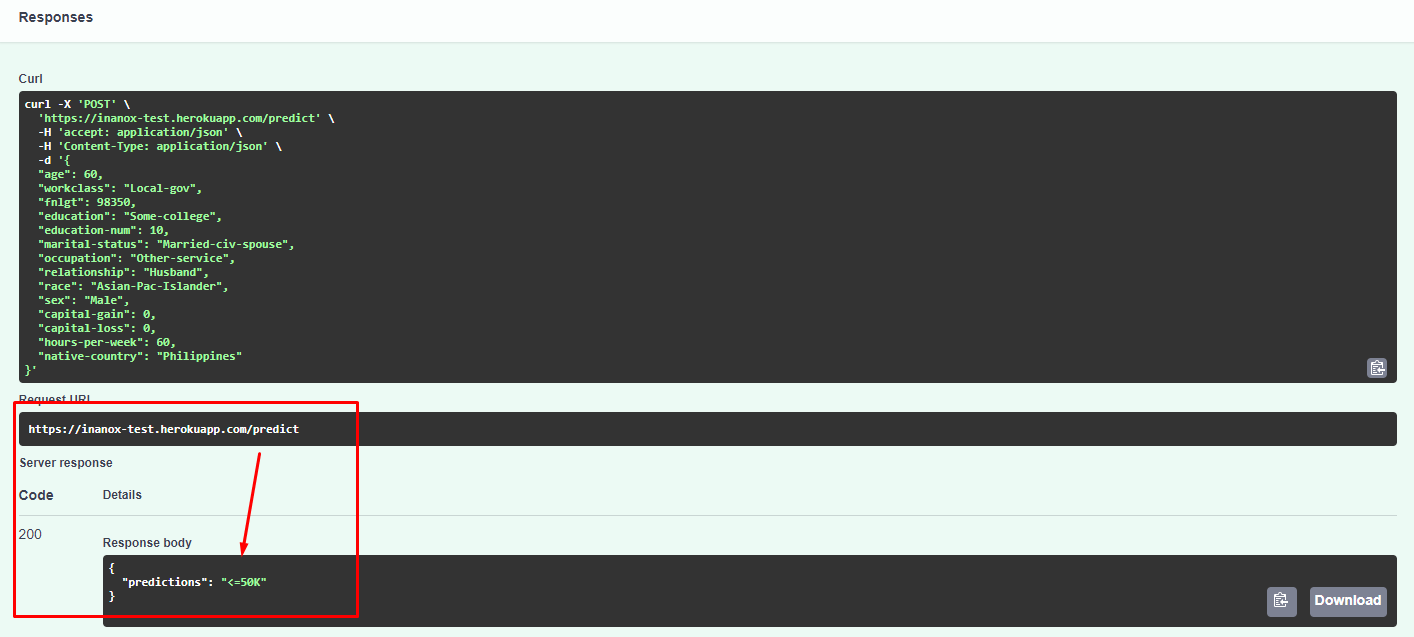 Responses
Curl
curl -X 'POST' \
  'https://inanox-test.herokuapp.com/predict' \
  -H 'accept: application/json' \
  -H 'Content-Type: application/json' \
  -d '{
  "age": 60,
  "workclass": "Local-gov",
  "fnlgt": 98350,
  "education": "Some-college",
  "education-num": 10,
  "marital-status": "Married-civ-spouse",
  "occupation": "Other-service",
  "relationship": "Husband",
  "race": "Asian-Pac-Islander",
  "sex": "Male",
  "capital-gain": 0,
  "capital-loss": 0,
  "hours-per-week": 60,
  "native-country": "Philippines"
}'
Request URL
https://inanox-test.herokuapp.com/predict
Server response
Code Details
200
Response body
{
  "predictions": "<=50K"
}
Download